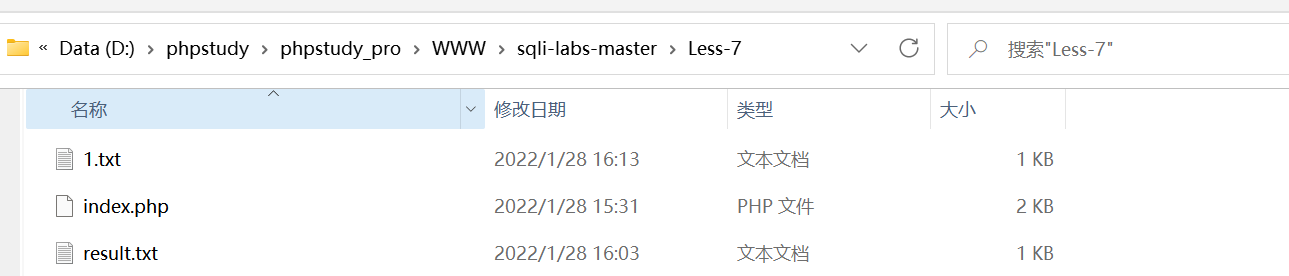 « Data (D:) › phpstudy › phpstudy_pro › WWW › sqli-labs-master › Less-7 搜索"Less-7"
名称 修改日期 类型 大小
1.txt 2022/1/28 16:13 文本文档 1 KB
index.php 2022/1/28 15:31 PHP 文件 2 KB
result.txt 2022/1/28 16:03 文本文档 1 KB